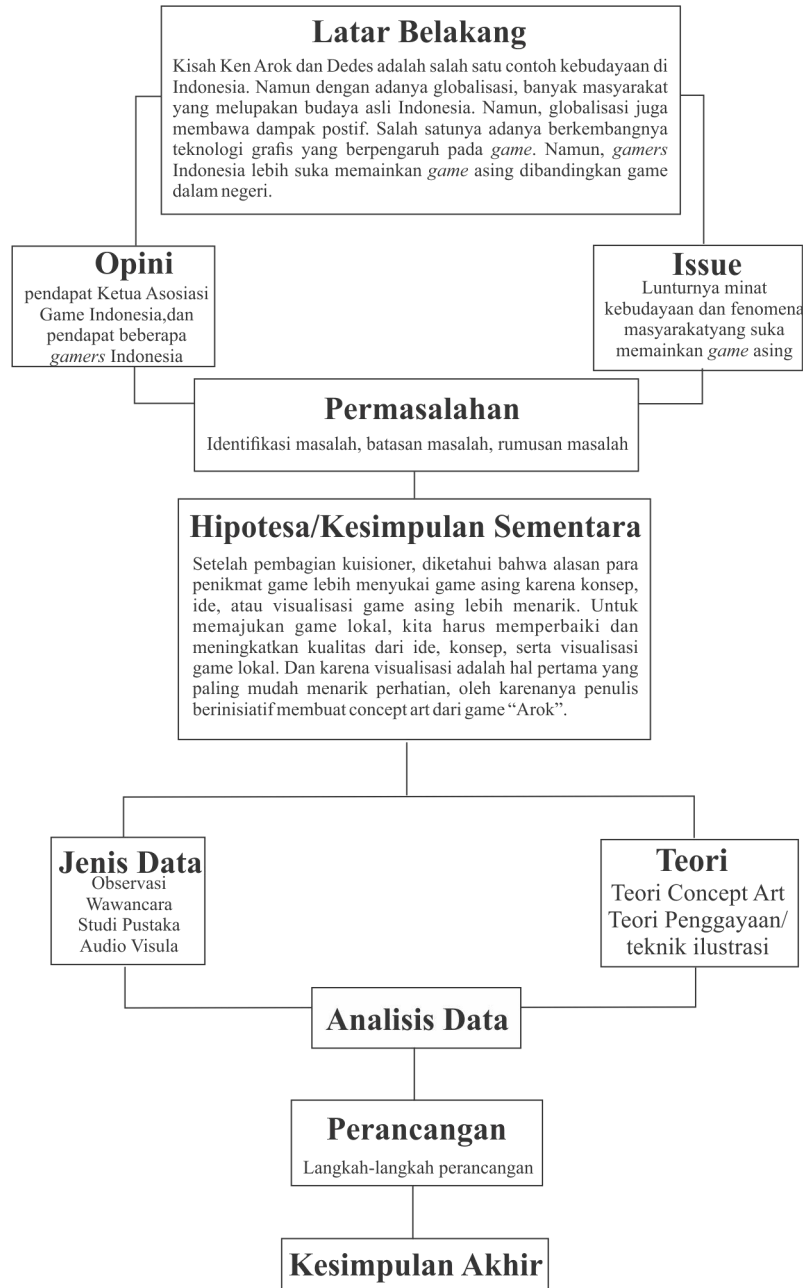 Latar Belakang
Kisah Ken Arok dan Dedes adalah salah satu contoh kebudayaan di
Indonesia. Namun dengan adanya globalisasi, banyak masyarakat
yang melupakan budaya asli Indonesia. Namun, globalisasi juga
membawa dampak postif. Salah satunya adanya berkembangnya
teknologi grafis yang berpengaruh pada game. Namun, gamers
Indonesia lebih suka memainkan game asing dibandingkan game
dalam negeri.
Opini
pendapat Ketua Asosiasi
Game Indonesia,dan
pendapat beberapa
gamers Indonesia
Issue
Lunturnya minat
kebudayaan dan fenomena
masyarakatyang suka
memainkan game asing
Permasalahan
Identifikasi masalah, batasan masalah, rumusan masalah
Hipotesa/Kesimpulan Sementara
Setelah pembagian kuisioner, diketahui bahwa alasan para
penikmat game lebih menyukai game asing karena konsep,
ide, atau visualisasi game asing lebih menarik. Untuk
memajukan game lokal, kita harus memperbaiki dan
meningkatkan kualitas dari ide, konsep, serta visualisasi
game lokal. Dan karena visualisasi adalah hal pertama yang
paling mudah menarik perhatian, oleh karenanya penulis
berinisiatif membuat concept art dari game “Arok”.
Jenis Data
Observasi
Wawancara
Studi Pustaka
Audio Visula
Teori
Teori Concept Art
Teori Penggayaan/
teknik ilustrasi
Analisis Data
Perancangan
Langkah-langkah perancangan
Kesimpulan Akhir